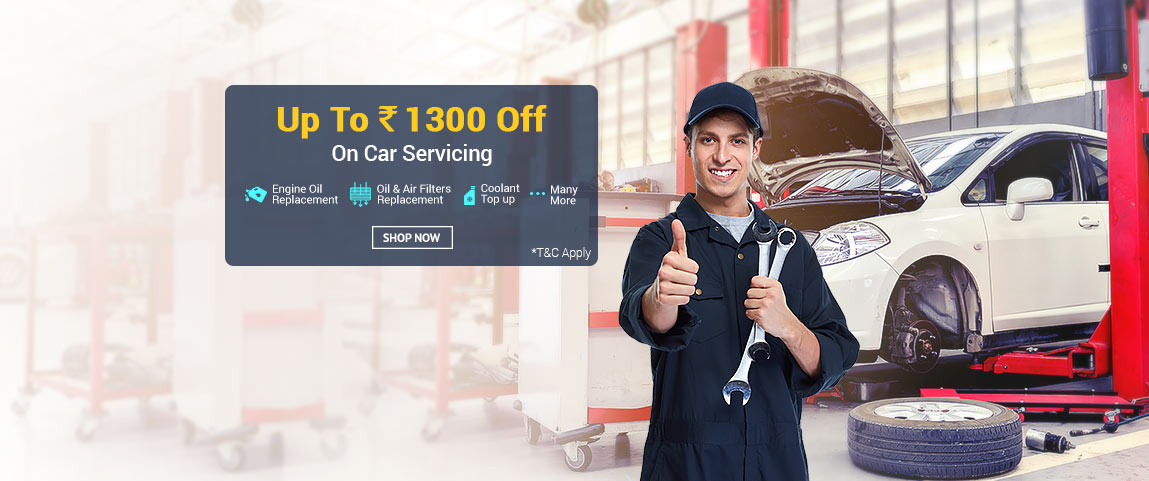 Up To ₹ 1300 Off
On Car Servicing
Engine Oil
Replacement
Oil & Air Filters
Replacement
Coolant
Top up
Many
More
SHOP NOW
*T&C Apply